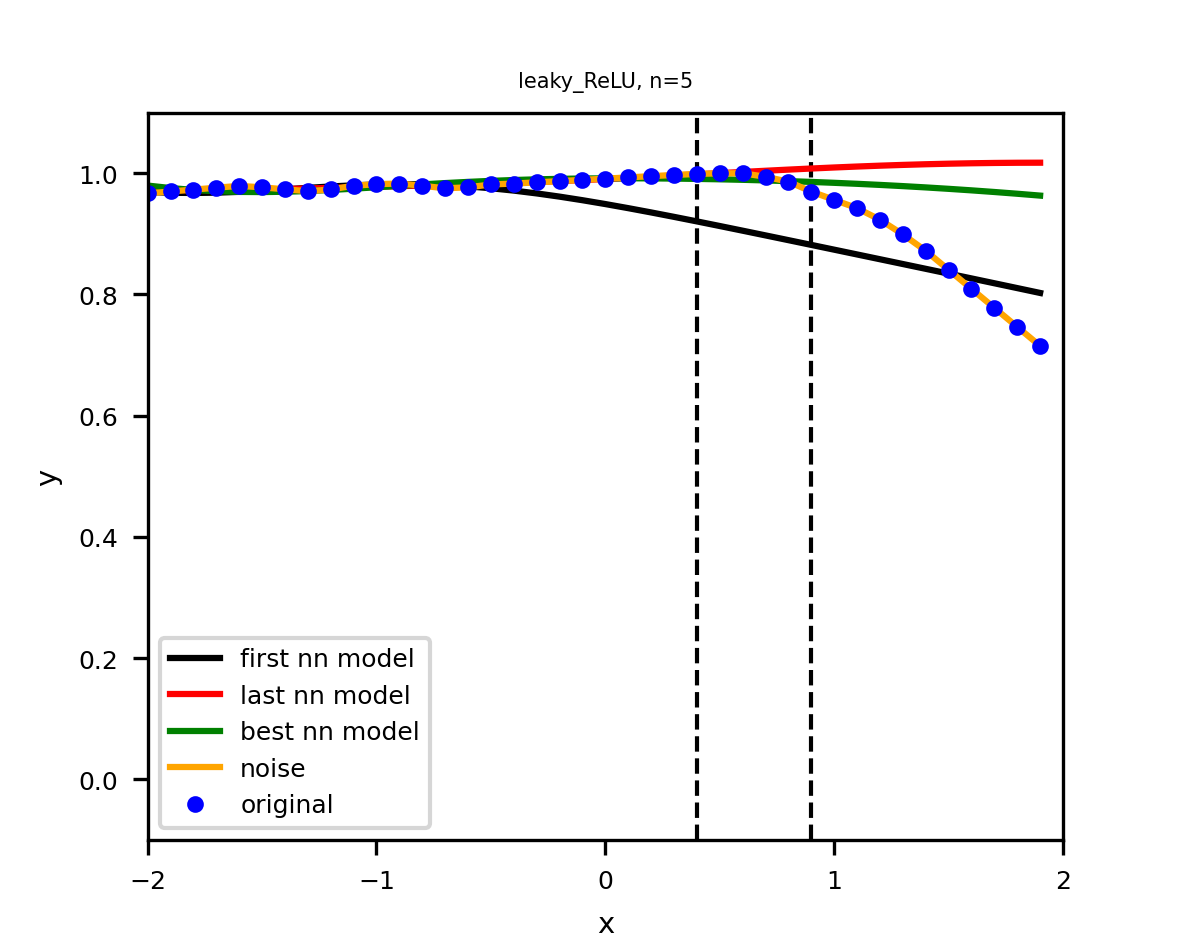 leaky_ReLU, n=5
1.0
0.8
0.6
0.4
0.2
0.0
y
first nn model
last nn model
best nn model
noise
original
−2
−1
0
1
2
x